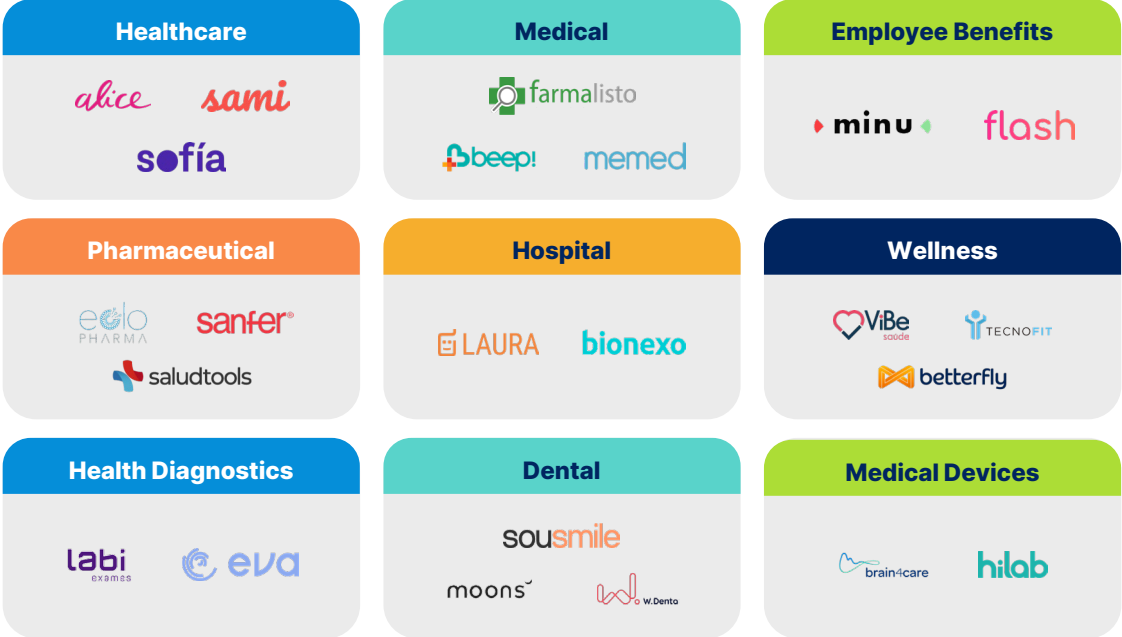 Healthcare
alice
sami
sofía
Medical
farmalisto
beep!
memed
Employee Benefits
minu
flash
Pharmaceutical
eolo
PHARMA
sanfer®
saludtools
Hospital
LAURA
bionexo
Wellness
ViBe
saúde
TECNOFIT
betterfly
Health Diagnostics
labi
exames
eva
Dental
sousmile
moons
W.
W.Denta
Medical Devices
brain4care
hilab